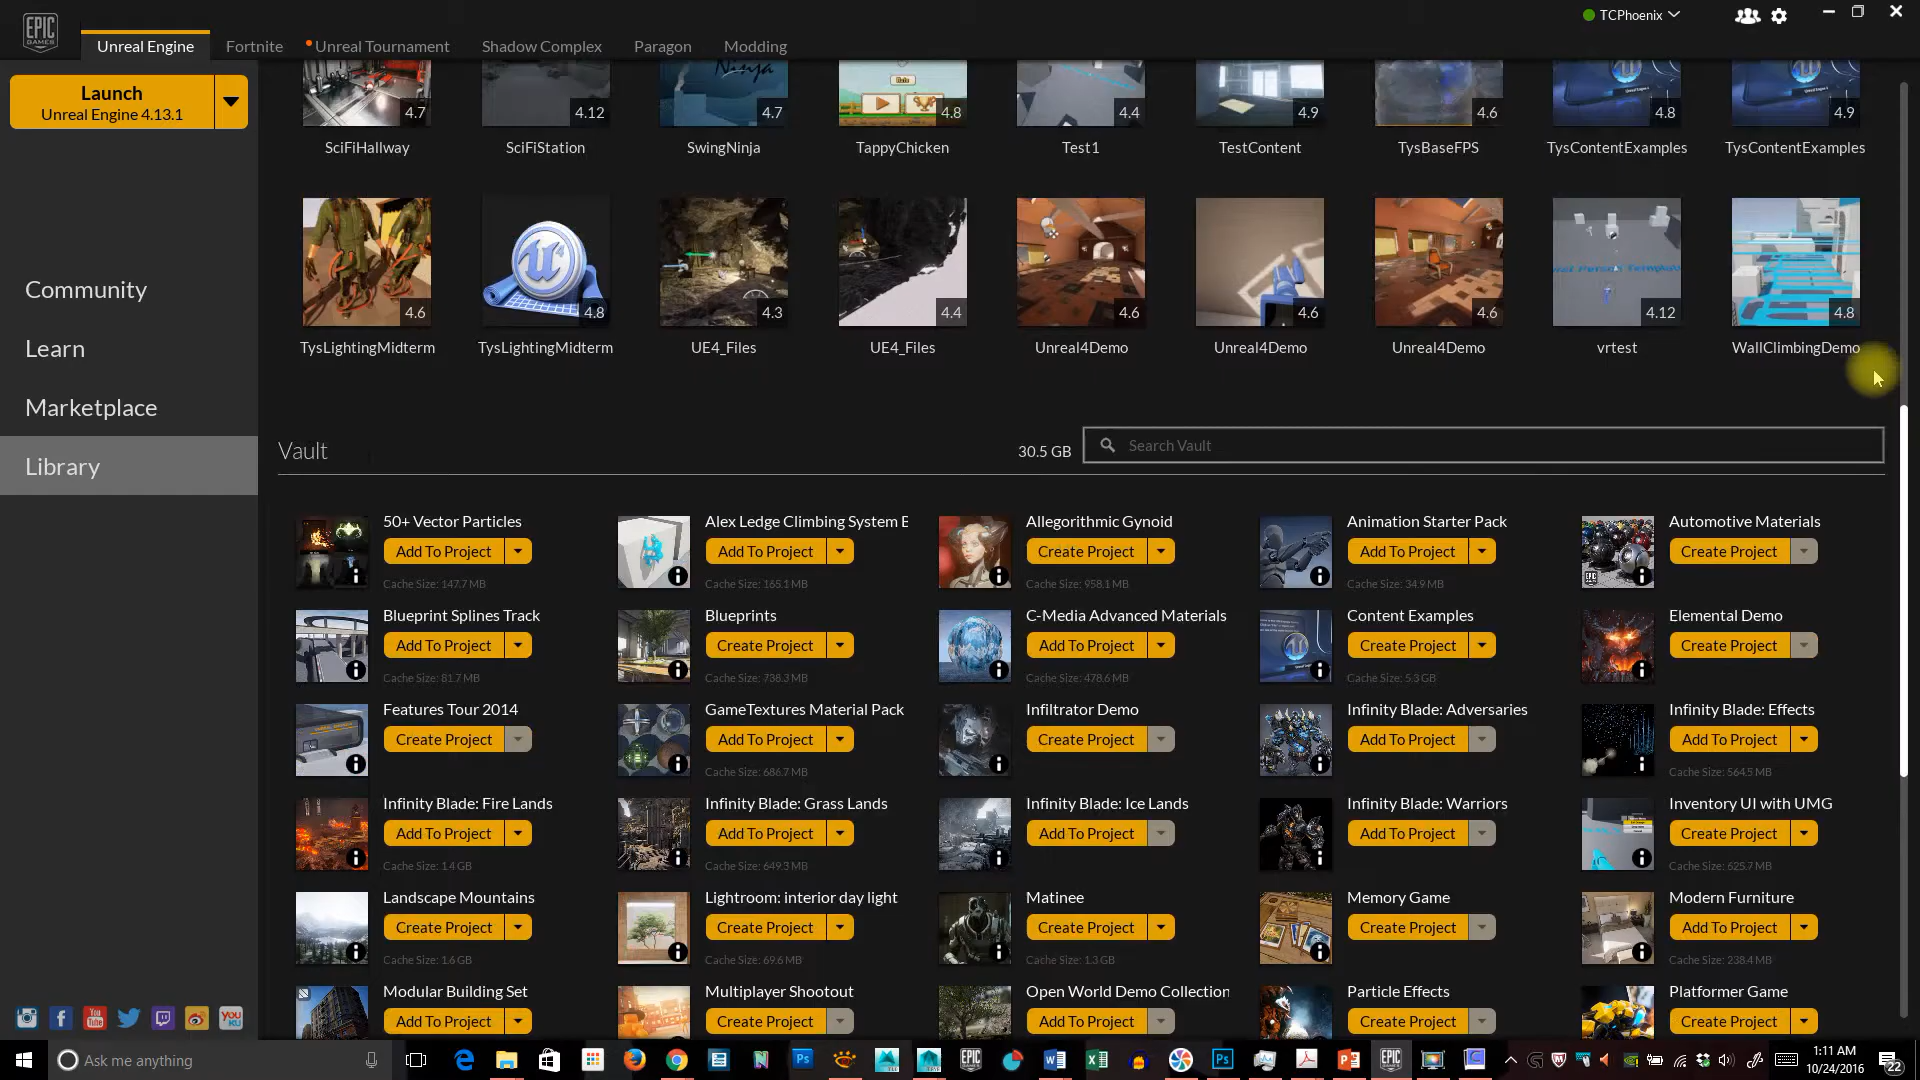 EPIC
GAMES
Unreal Engine
Fortnite
Unreal Tournament
Shadow Complex
Paragon
Modding
TCPhoenix
Launch
Unreal Engine 4.13.1
Community
Learn
Marketplace
Library
4.7
4.12
Ninja
4.7
4.8
4.4
4.9
4.6
4.8
4.9
SciFiHallway
SciFiStation
SwingNinja
TappyChicken
Test1
TestContent
TysBaseFPS
TysContentExamples
TysContentExamples
4.6
4.8
4.3
4.4
4.6
4.6
4.6
4.12
4.8
TysLightingMidterm
TysLightingMidterm
UE4_Files
UE4_Files
Unreal4Demo
Unreal4Demo
Unreal4Demo
vrtest
WallClimbingDemo
Vault
30.5 GB
Search Vault
50+ Vector Particles
Add To Project
Cache Size: 147.7 MB
Alex Ledge Climbing System E
Add To Project
Cache Size: 165.1 MB
Allegorithmic Gynoid
Create Project
Cache Size: 958.1 MB
Animation Starter Pack
Add To Project
Cache Size: 34.9 MB
Automotive Materials
Create Project
Blueprint Splines Track
Add To Project
Cache Size: 81.7 MB
Blueprints
Create Project
Cache Size: 738.3 MB
C-Media Advanced Materials
Add To Project
Cache Size: 478.6 MB
Content Examples
Create Project
Cache Size: 5.3 GB
Elemental Demo
Create Project
Features Tour 2014
Create Project
GameTextures Material Pack
Add To Project
Cache Size: 686.7 MB
Infiltrator Demo
Create Project
Infinity Blade: Adversaries
Add To Project
Infinity Blade: Effects
Add To Project
Cache Size: 564.5 MB
Infinity Blade: Fire Lands
Add To Project
Cache Size: 1.4 GB
Infinity Blade: Grass Lands
Add To Project
Cache Size: 649.3 MB
Infinity Blade: Ice Lands
Add To Project
Infinity Blade: Warriors
Add To Project
Inventory UI with UMG
Create Project
Cache Size: 625.7 MB
Landscape Mountains
Create Project
Cache Size: 1.6 GB
Lightroom: interior day light
Create Project
Cache Size: 69.6 MB
Matinee
Create Project
Cache Size: 1.3 GB
Memory Game
Create Project
Modern Furniture
Add To Project
Cache Size: 238.4 MB
Modular Building Set
Add To Project
Multiplayer Shootout
Create Project
Open World Demo Collection
Add To Project
Particle Effects
Create Project
Platformer Game
Create Project
Ask me anything
1:11 AM
10/24/2016
22